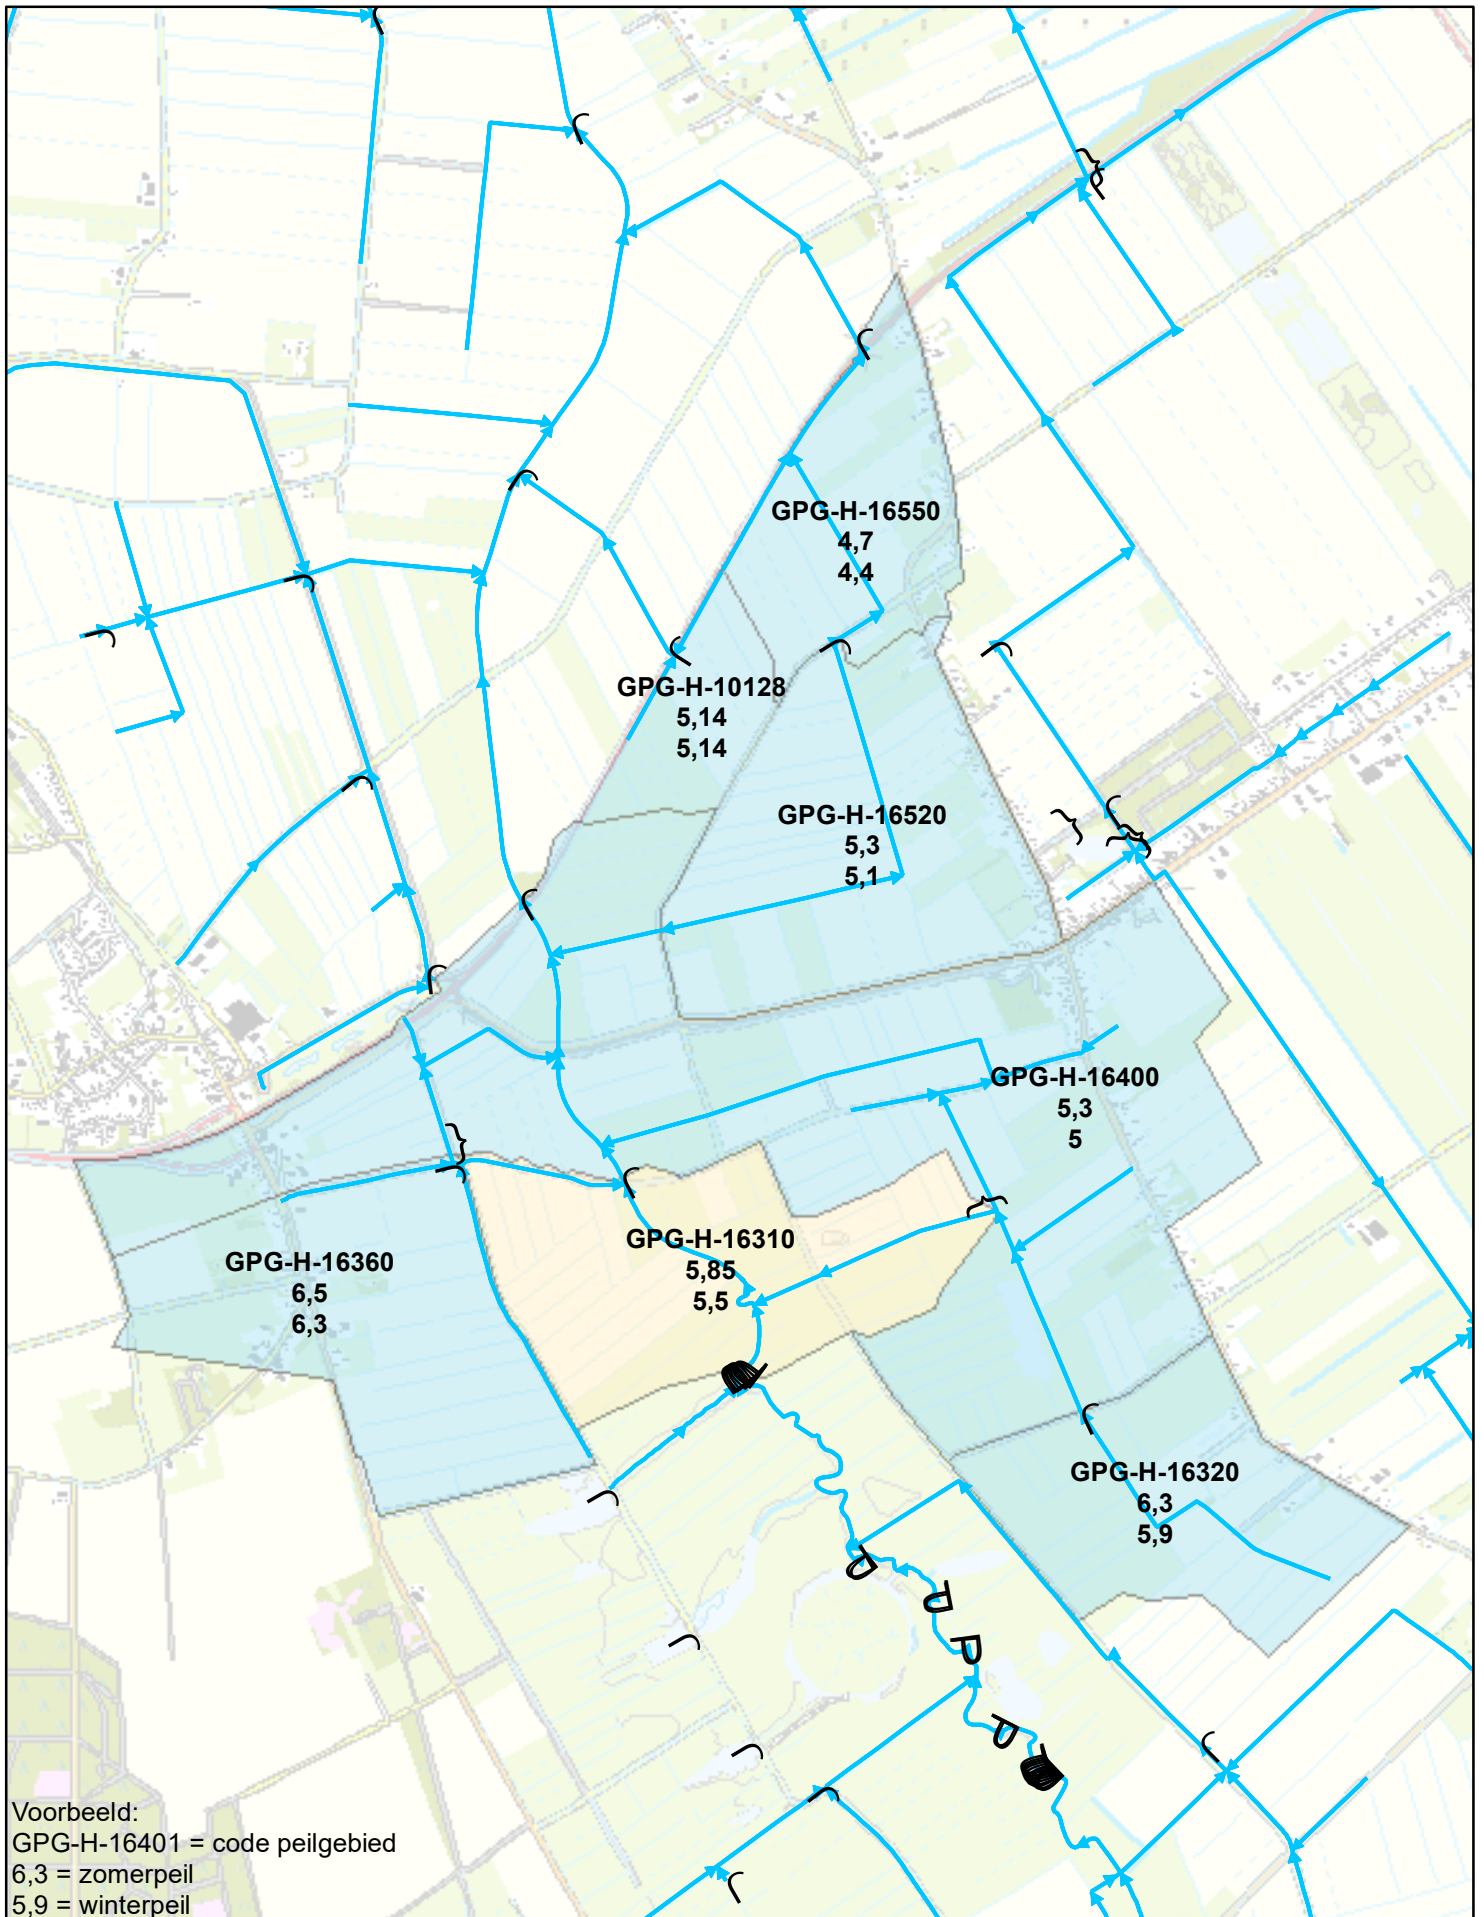 GPG-H-16550
4,7
4,4
GPG-H-10128
5,14
5,14
GPG-H-16520
5,3
5,1
GPG-H-16400
5,3
5
GPG-H-16310
5,85
5,5
GPG-H-16360
6,5
6,3
GPG-H-16320
6,3
5,9
Voorbeeld:
GPG-H-16401 = code peilgebied
6,3 = zomerpeil
5,9 = winterpeil